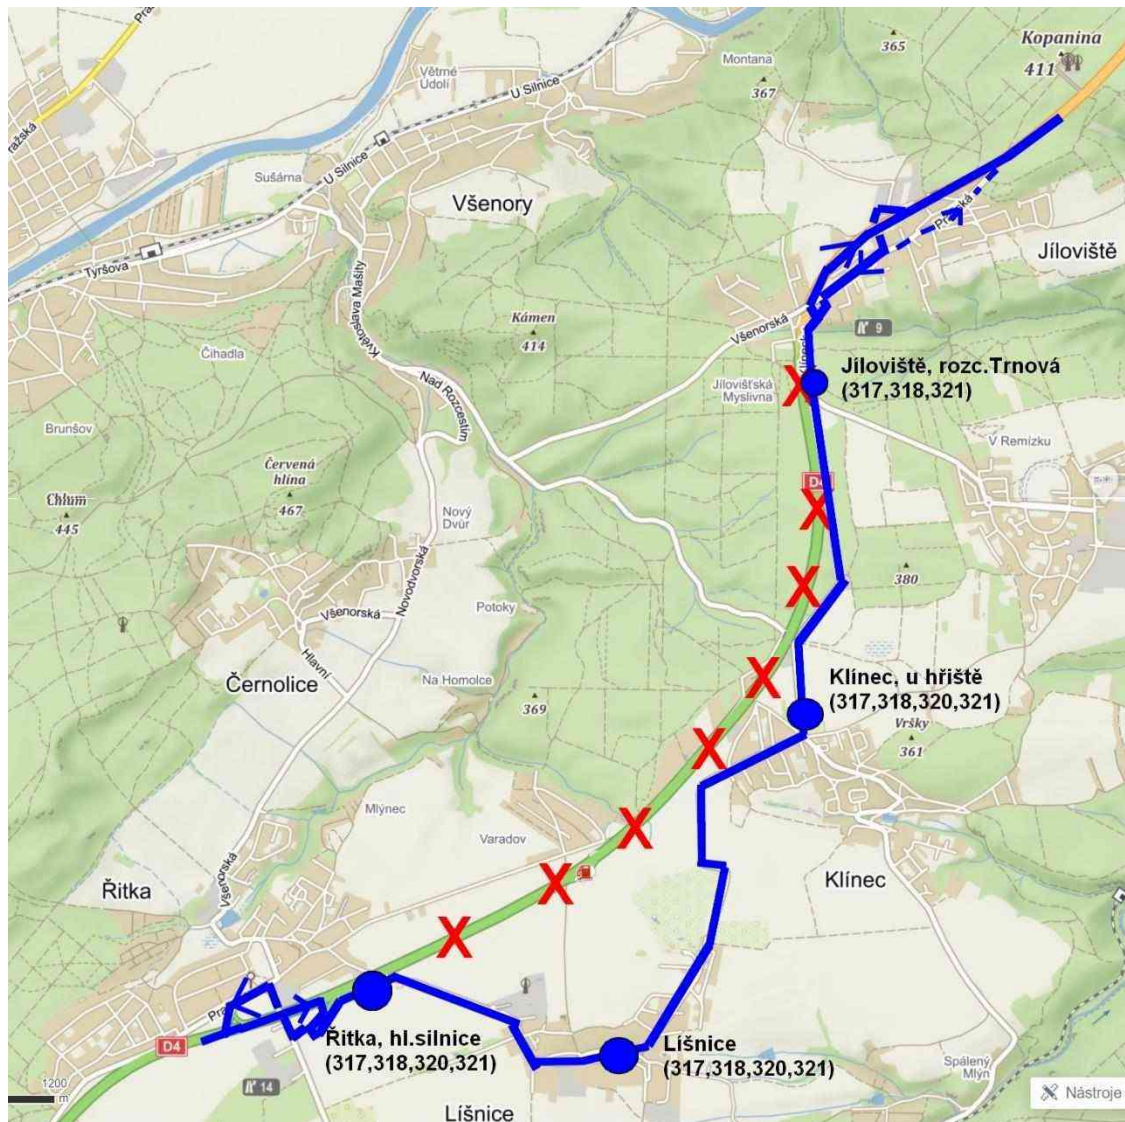 Pražská
365
Kopanina
411
Montana
367
Větrné
Údolí
U Silnice
U Silnice
Sušárna
Všenory
Tyršova
Květoslava Mašity
Jíloviště
Kámen
414
Všenorská
9
Čihadla
Jíloviště, rozc.Trnová
(317,318,321)
Jílovišťská
Myslivna
Nad Rozcestím
Brunšov
V Remízku
Červená
hlína
467
Chlum
445
Nový
Dvůr
D4
Novodvorská
380
Potoky
Všenorská
Hlavní
Černolice
Na Homolce
Klínec, u hřiště
(317,318,320,321)
369
Vršky
361
Mlýnec
Varadov
Všenorská
Řitka
Klínec
D4
Řitka, hl.silnice
(317,318,320,321)
Líšnice
(317,318,320,321)
Spálený
Mlýn
1200
m
14
Líšnice
Nástroje